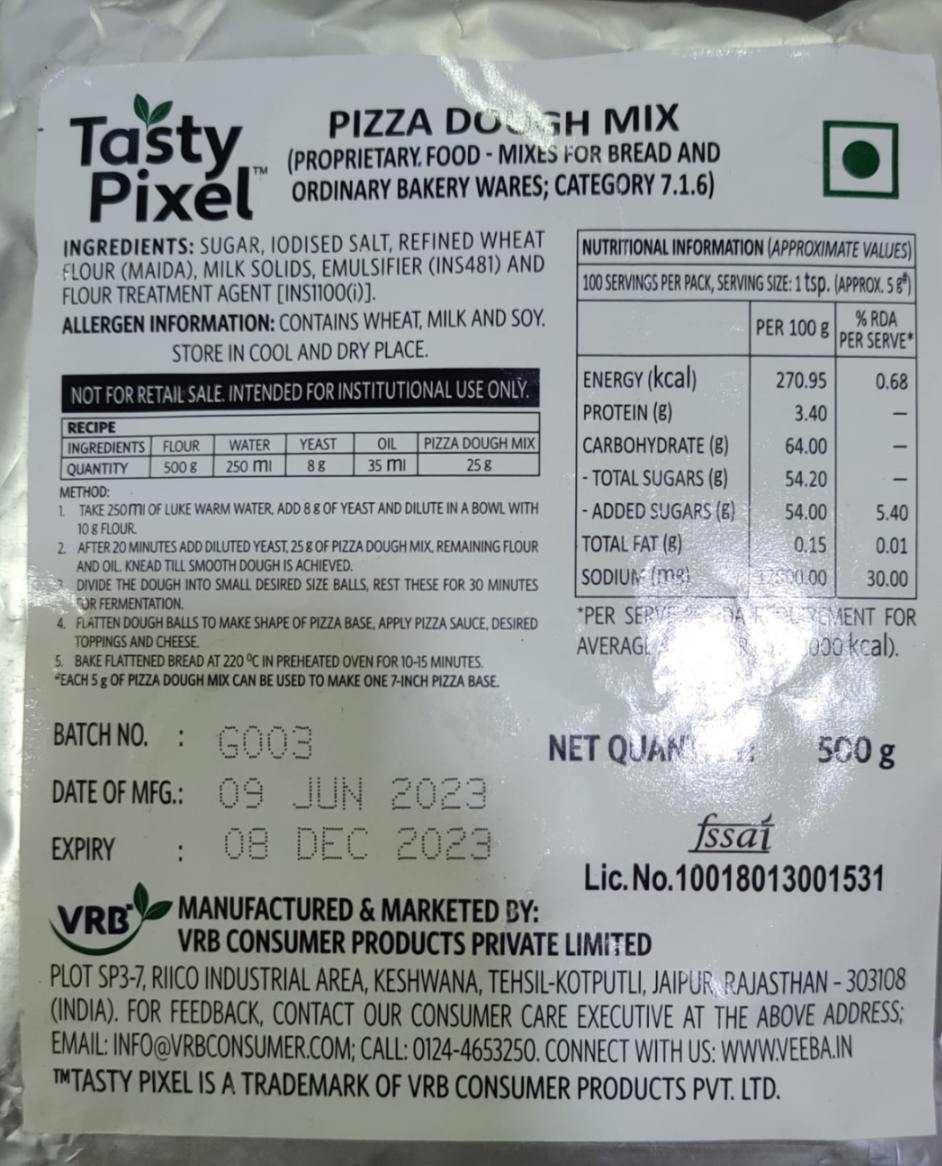 Tasty
Pixel™
PIZZA DOUGH MIX
(PROPRIETARY FOOD - MIXES FOR BREAD AND
ORDINARY BAKERY WARES; CATEGORY 7.1.6)
INGREDIENTS: SUGAR, IODISED SALT, REFINED WHEAT
FLOUR (MAIDA), MILK SOLIDS, EMULSIFIER (INS481) AND
FLOUR TREATMENT AGENT [INS1100(i)].
ALLERGEN INFORMATION: CONTAINS WHEAT, MILK AND SOY.
STORE IN COOL AND DRY PLACE.
NOT FOR RETAIL SALE. INTENDED FOR INSTITUTIONAL USE ONLY.
RECIPE
INGREDIENTS FLOUR WATER YEAST OIL PIZZA DOUGH MIX
QUANTITY 500 g 250 ml 8 g 35 ml 25 g
METHOD:
1. TAKE 250ml OF LUKE WARM WATER, ADD 8 g OF YEAST AND DILUTE IN A BOWL WITH
10 g FLOUR.
2. AFTER 20 MINUTES ADD DILUTED YEAST, 25 g OF PIZZA DOUGH MIX, REMAINING FLOUR
AND OIL. KNEAD TILL SMOOTH DOUGH IS ACHIEVED.
3. DIVIDE THE DOUGH INTO SMALL DESIRED SIZE BALLS, REST THESE FOR 30 MINUTES
FOR FERMENTATION.
4. FLATTEN DOUGH BALLS TO MAKE SHAPE OF PIZZA BASE, APPLY PIZZA SAUCE, DESIRED
TOPPINGS AND CHEESE.
5. BAKE FLATTENED BREAD AT 220 °C IN PREHEATED OVEN FOR 10-15 MINUTES.
#EACH 5 g OF PIZZA DOUGH MIX CAN BE USED TO MAKE ONE 7-INCH PIZZA BASE.
NUTRITIONAL INFORMATION (APPROXIMATE VALUES)
100 SERVINGS PER PACK, SERVING SIZE: 1 tsp. (APPROX. 5 g#)
PER 100 g % RDA PER SERVE*
ENERGY (kcal) 270.95 0.68
PROTEIN (g) 3.40 –
CARBOHYDRATE (g) 64.00 –
- TOTAL SUGARS (g) 54.20 –
- ADDED SUGARS (g) 54.00 5.40
TOTAL FAT (g) 0.15 0.01
SODIUM (mg) 30.00
*PER FOR
AVERAGE kcal).
BATCH NO. : G003
DATE OF MFG.: 09 JUN 2023
EXPIRY : 08 DEC 2023
NET 500 g
fssai
Lic. No.10018013001531
VRB
MANUFACTURED & MARKETED BY:
VRB CONSUMER PRODUCTS PRIVATE LIMITED
PLOT SP3-7, RIICO INDUSTRIAL AREA, KESHWANA, TEHSIL-KOTPUTLI, JAIPUR, RAJASTHAN - 303108
(INDIA). FOR FEEDBACK, CONTACT OUR CONSUMER CARE EXECUTIVE AT THE ABOVE ADDRESS;
EMAIL: INFO@VRBCONSUMER.COM; CALL: 0124-4653250. CONNECT WITH US: WWW.VEEBA.IN
™TASTY PIXEL IS A TRADEMARK OF VRB CONSUMER PRODUCTS PVT. LTD.